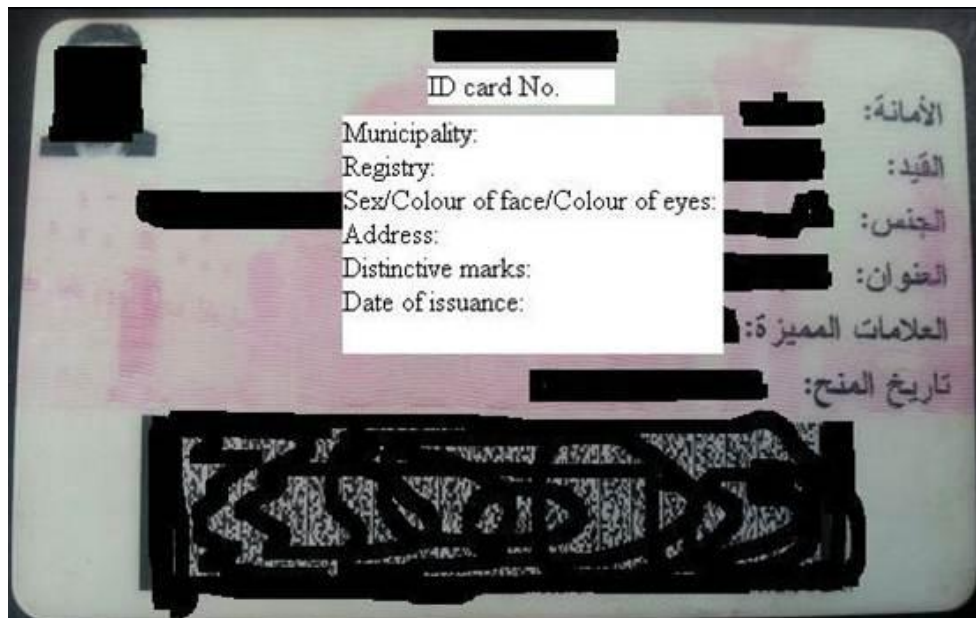 ID card No.
الأمانة:
Municipality:
القيد:
Registry:
الجنس:
Sex/Colour of face/Colour of eyes:
العنوان:
Address:
العلامات المميزة:
Distinctive marks:
تاريخ المنح:
Date of issuance: